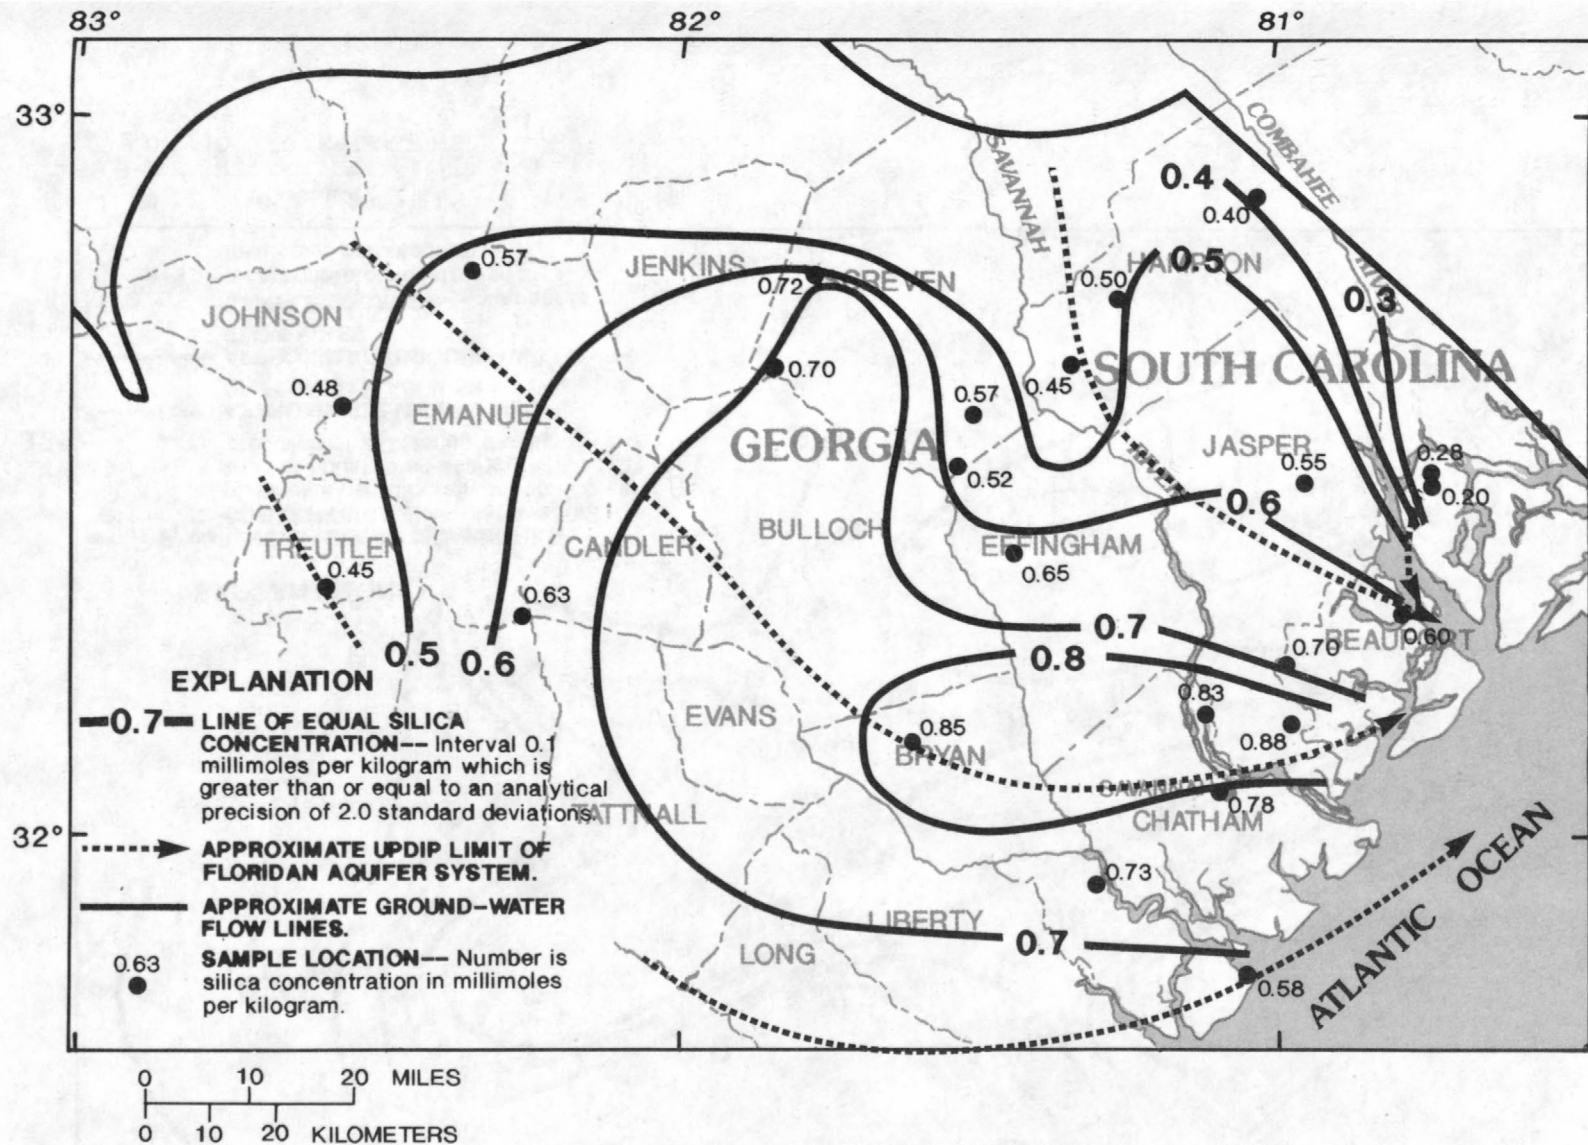 83°
82°
81°
33°
32°
COMBAHEE
RIVER
SAVANNAH
0.4
0.40
0.57
JENKINS
0.72
SCREVEN
0.50
HAMPTON
0.5
0.3
JOHNSON
SOUTH CAROLINA
0.70
0.45
0.48
EMANUEL
0.57
GEORGIA
JASPER
0.55
0.28
0.20
0.52
0.6
BULLOCH
TREUTLEN
CANDLER
EFFINGHAM
0.45
0.65
0.63
0.7
0.60
BEAUFORT
0.5
0.6
0.8
0.70
0.83
EVANS
0.85
BRYAN
0.88
SAVANNAH
0.78
TATTNALL
CHATHAM
0.73
LIBERTY
LONG
0.7
0.58
ATLANTIC OCEAN
EXPLANATION
0.7 LINE OF EQUAL SILICA
CONCENTRATION-- Interval 0.1
millimoles per kilogram which is
greater than or equal to an analytical
precision of 2.0 standard deviations.
APPROXIMATE UPDIP LIMIT OF
FLORIDAN AQUIFER SYSTEM.
APPROXIMATE GROUND-WATER
FLOW LINES.
0.63
SAMPLE LOCATION-- Number is
silica concentration in millimoles
per kilogram.
0 10 20 MILES
0 10 20 KILOMETERS